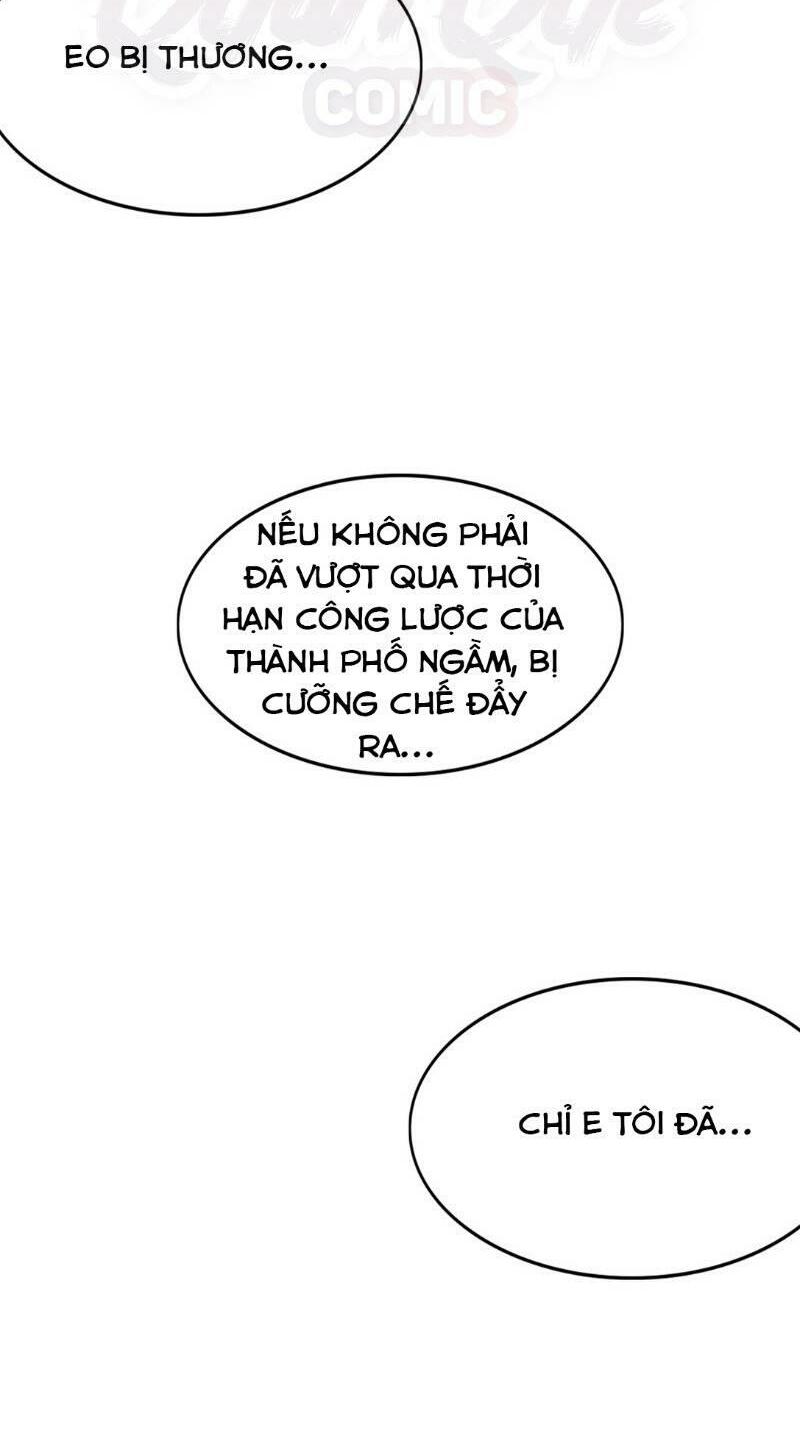 COMIC
EO BỊ THƯƠNG...
NẾU KHÔNG PHẢI
ĐÃ VƯỢT QUA THỜI
HẠN CÔNG LƯỢC CỦA
THÀNH PHỐ NGẦM, BỊ
CƯỠNG CHẾ ĐẨY
RA...
CHỈ E TÔI ĐÃ...